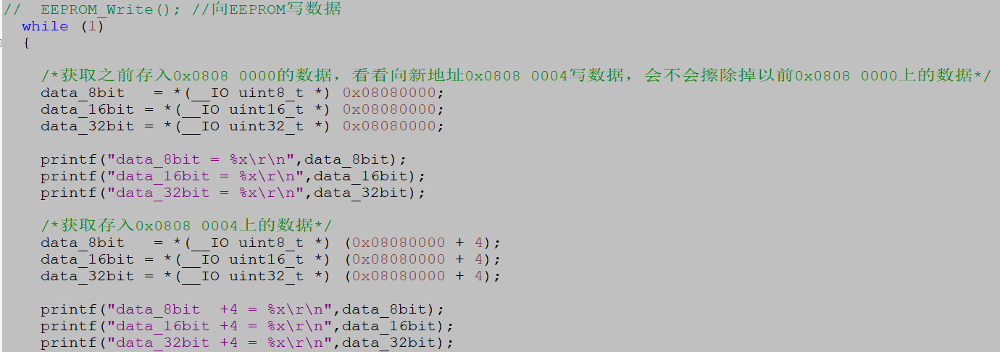 //  EEPROM_Write(); //向EEPROM写数据
while (1)
{
/*获取之前存入0x0808 0000的数据，看看向新地址0x0808 0004写数据，会不会擦除掉以前0x0808 0000上的数据*/
data_8bit   = *(__IO uint8_t *) 0x08080000;
data_16bit = *(__IO uint16_t *) 0x08080000;
data_32bit = *(__IO uint32_t *) 0x08080000;
printf("data_8bit = %x\r\n",data_8bit);
printf("data_16bit = %x\r\n",data_16bit);
printf("data_32bit = %x\r\n",data_32bit);
/*获取存入0x0808 0004上的数据*/
data_8bit   = *(__IO uint8_t *) (0x08080000 + 4);
data_16bit = *(__IO uint16_t *) (0x08080000 + 4);
data_32bit = *(__IO uint32_t *) (0x08080000 + 4);
printf("data_8bit  +4 = %x\r\n",data_8bit);
printf("data_16bit +4 = %x\r\n",data_16bit);
printf("data_32bit +4 = %x\r\n",data_32bit);